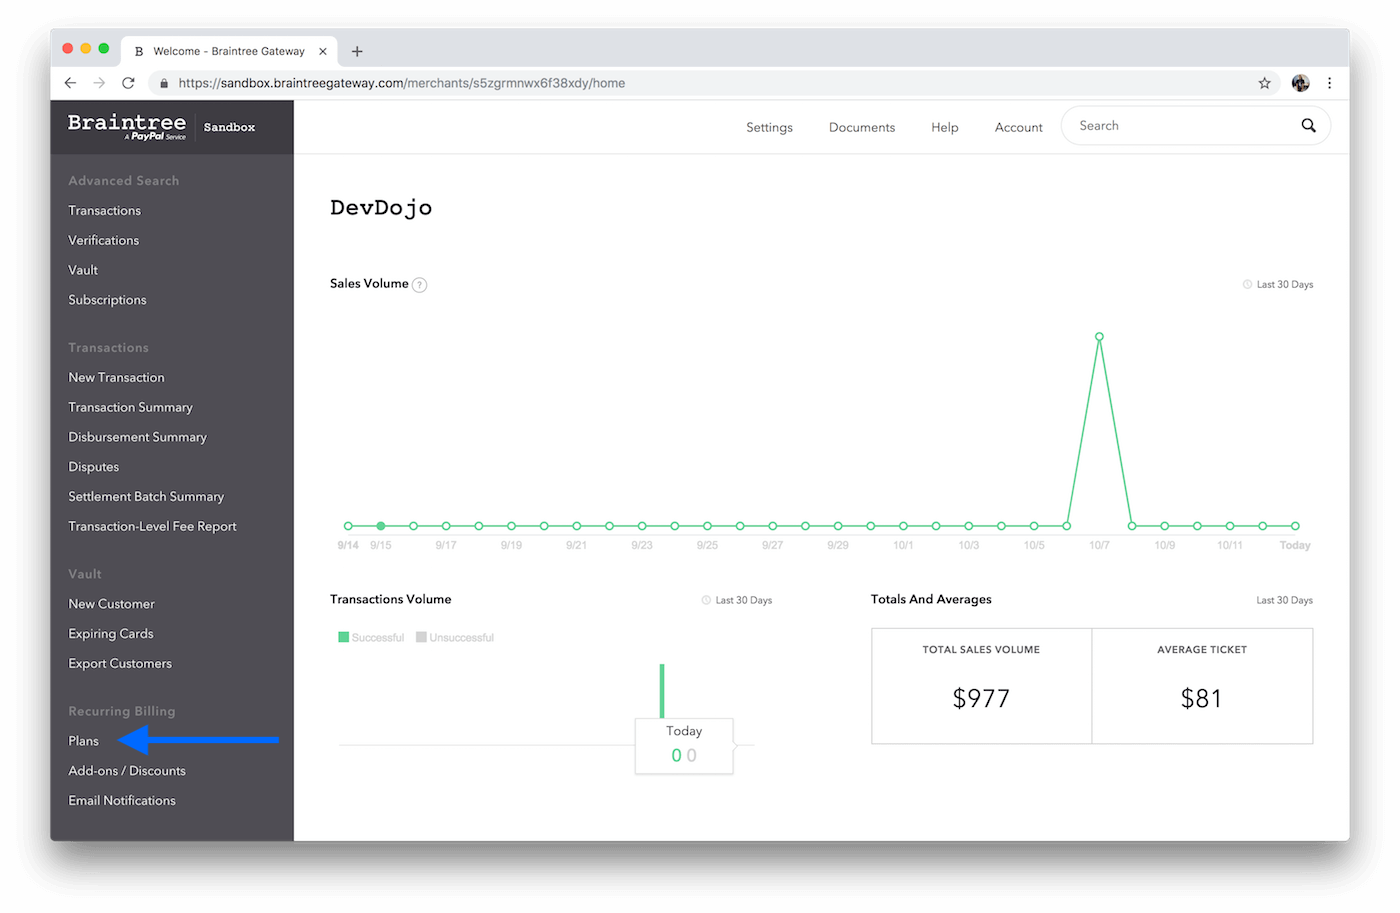 B Welcome - Braintree Gateway
https://sandbox.braintreegateway.com/merchants/s5zgrmnwx6f38xdy/home
Braintree
A PayPal Service
Sandbox
Settings Documents Help Account Search
Advanced Search
Transactions
Verifications
Vault
Subscriptions
Transactions
New Transaction
Transaction Summary
Disbursement Summary
Disputes
Settlement Batch Summary
Transaction-Level Fee Report
Vault
New Customer
Expiring Cards
Export Customers
Recurring Billing
Plans
Add-ons / Discounts
Email Notifications
DevDojo
Sales Volume ? Last 30 Days
9/14 9/15 9/17 9/19 9/21 9/23 9/25 9/27 9/29 10/1 10/3 10/5 10/7 10/9 10/11 Today
Transactions Volume Last 30 Days
Successful Unsuccessful
Today
0 0
Totals And Averages Last 30 Days
TOTAL SALES VOLUME
$977
AVERAGE TICKET
$81